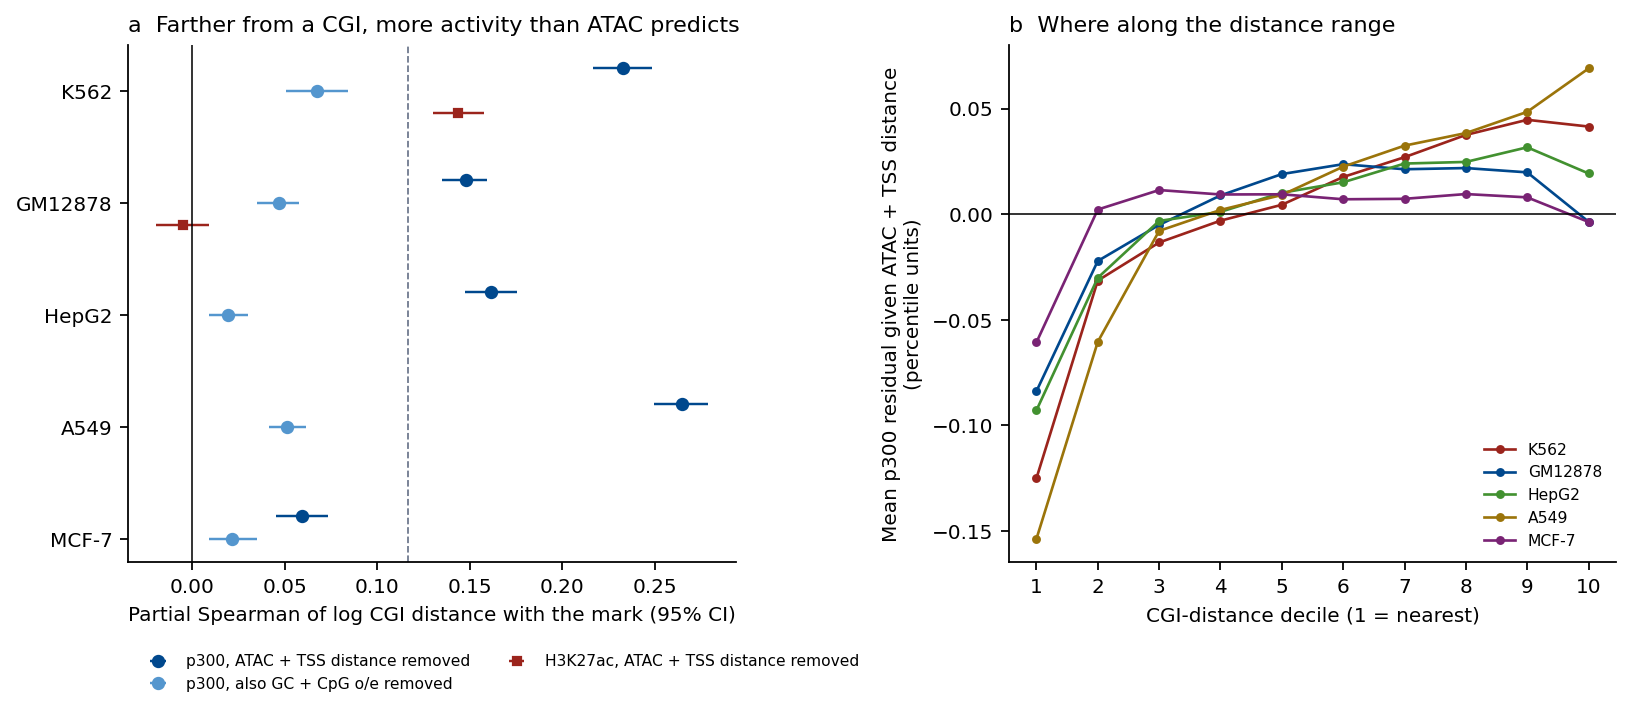 a  Farther from a CGI, more activity than ATAC predicts
K562
GM12878
HepG2
A549
MCF-7
0.00
0.05
0.10
0.15
0.20
0.25
Partial Spearman of log CGI distance with the mark (95% CI)
p300, ATAC + TSS distance removed
p300, also GC + CpG o/e removed
H3K27ac, ATAC + TSS distance removed
b  Where along the distance range
Mean p300 residual given ATAC + TSS distance
(percentile units)
0.05
0.00
−0.05
−0.10
−0.15
K562
GM12878
HepG2
A549
MCF-7
1
2
3
4
5
6
7
8
9
10
CGI-distance decile (1 = nearest)